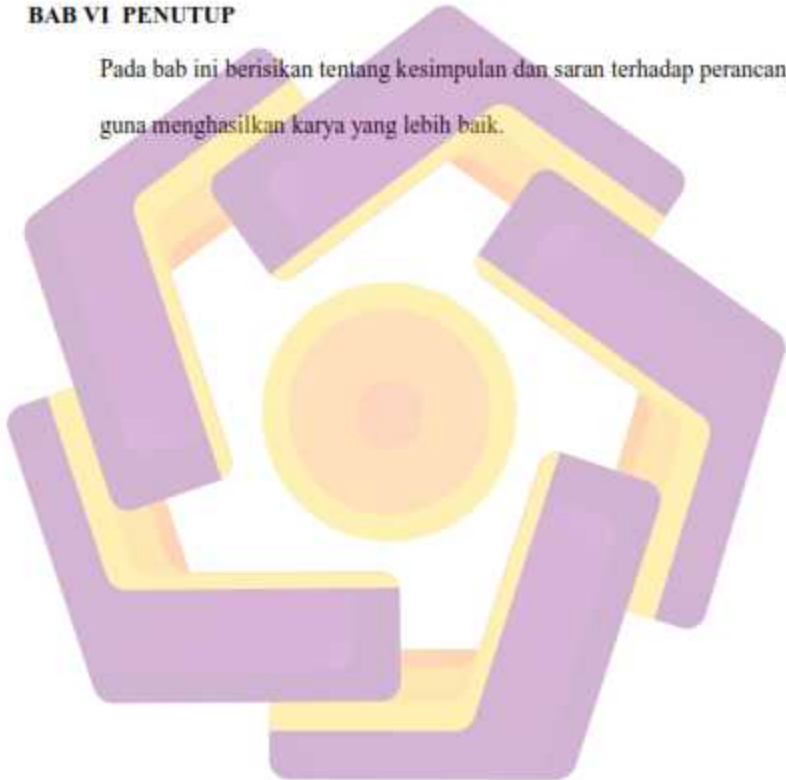 BAB VI PENUTUP
Pada bab ini berisikan tentang kesimpulan dan saran terhadap perancan
guna menghasilkan karya yang lebih baik.